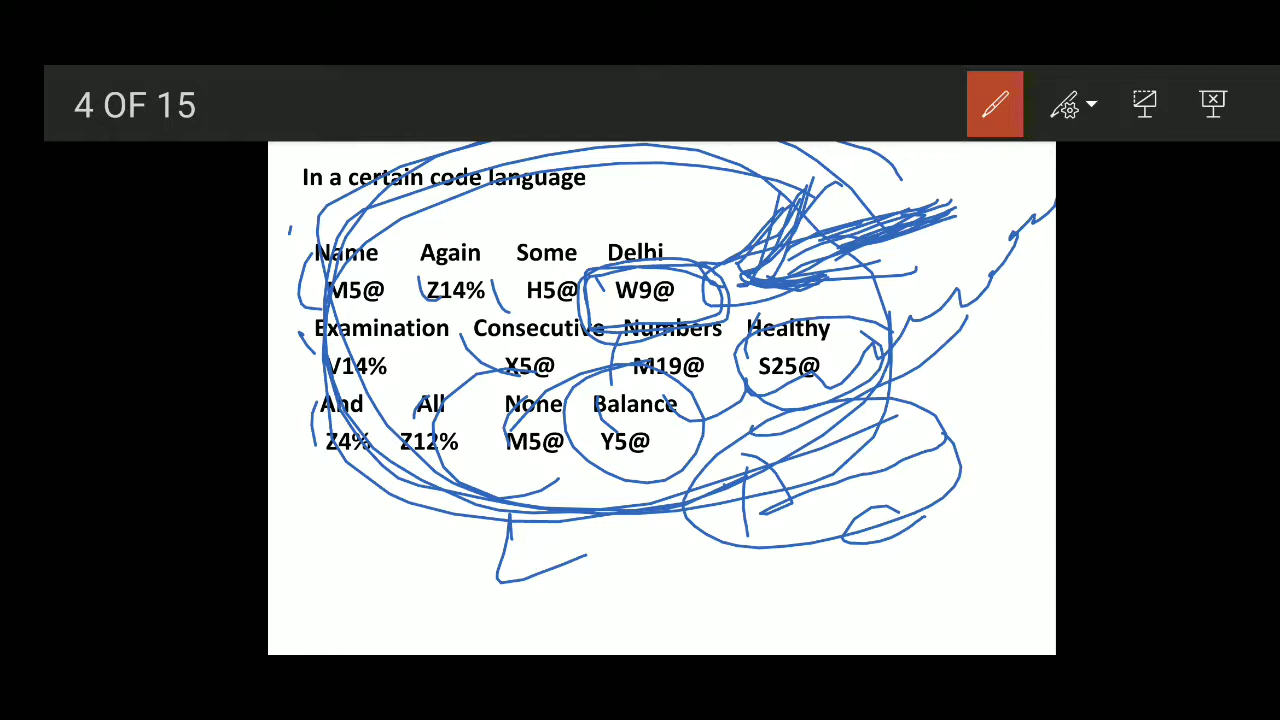 4 OF 15
In a certain code language
Name Again Some Delhi
M5@ Z14% H5@ W9@
Examination Consecutive Numbers Healthy
V14% X5@ M19@ S25@
And All None Balance
Z4% Z12% M5@ Y5@